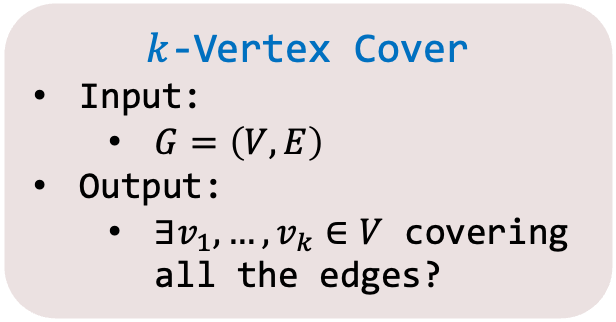 k-Vertex Cover
• Input:
• G = (V, E)
• Output:
• ∃v₁, …, vₖ ∈ V covering
all the edges?